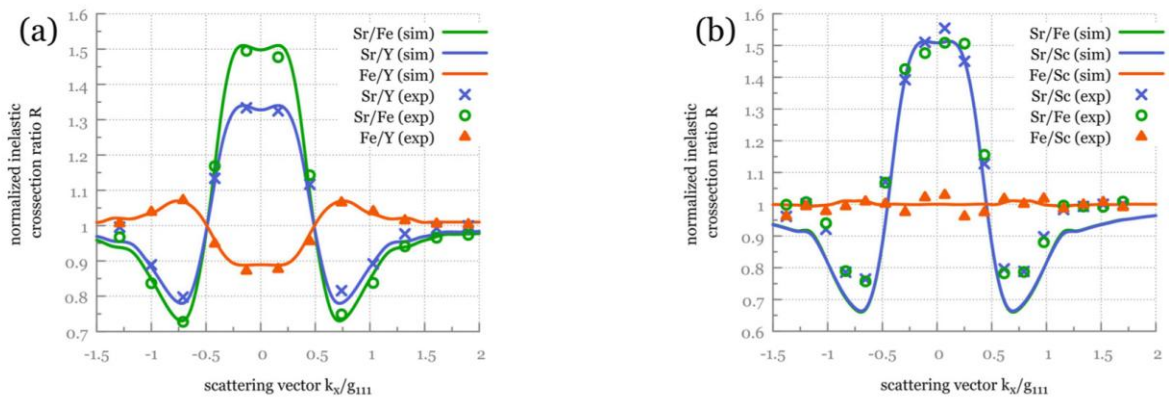 (a)
normalized inelastic
crossection ratio R
1.6
1.5
1.4
1.3
1.2
1.1
1
0.9
0.8
0.7
Sr/Fe (sim)
Sr/Y (sim)
Fe/Y (sim)
Sr/Y (exp)
Sr/Fe (exp)
Fe/Y (exp)
-1.5 -1 -0.5 0 0.5 1 1.5 2
scattering vector kₓ/g₁₁₁
(b)
normalized inelastic
crossection ratio R
1.6
1.5
1.4
1.3
1.2
1.1
1
0.9
0.8
0.7
0.6
Sr/Fe (sim)
Sr/Sc (sim)
Fe/Sc (sim)
Sr/Sc (exp)
Sr/Fe (exp)
Fe/Sc (exp)
-1.5 -1 -0.5 0 0.5 1 1.5 2
scattering vector kₓ/g₁₁₁